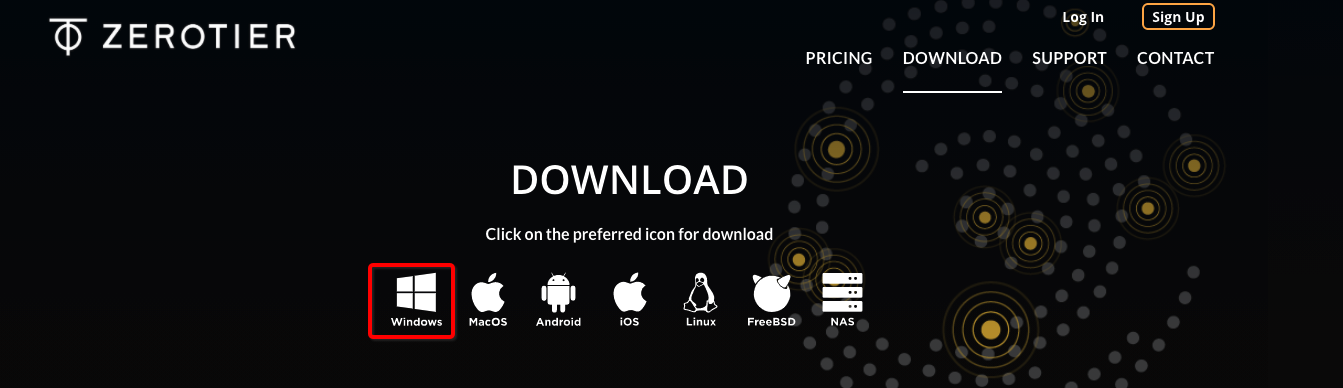 ZEROTIER
Log In Sign Up
PRICING DOWNLOAD SUPPORT CONTACT
DOWNLOAD
Click on the preferred icon for download
Windows MacOS Android iOS Linux FreeBSD NAS